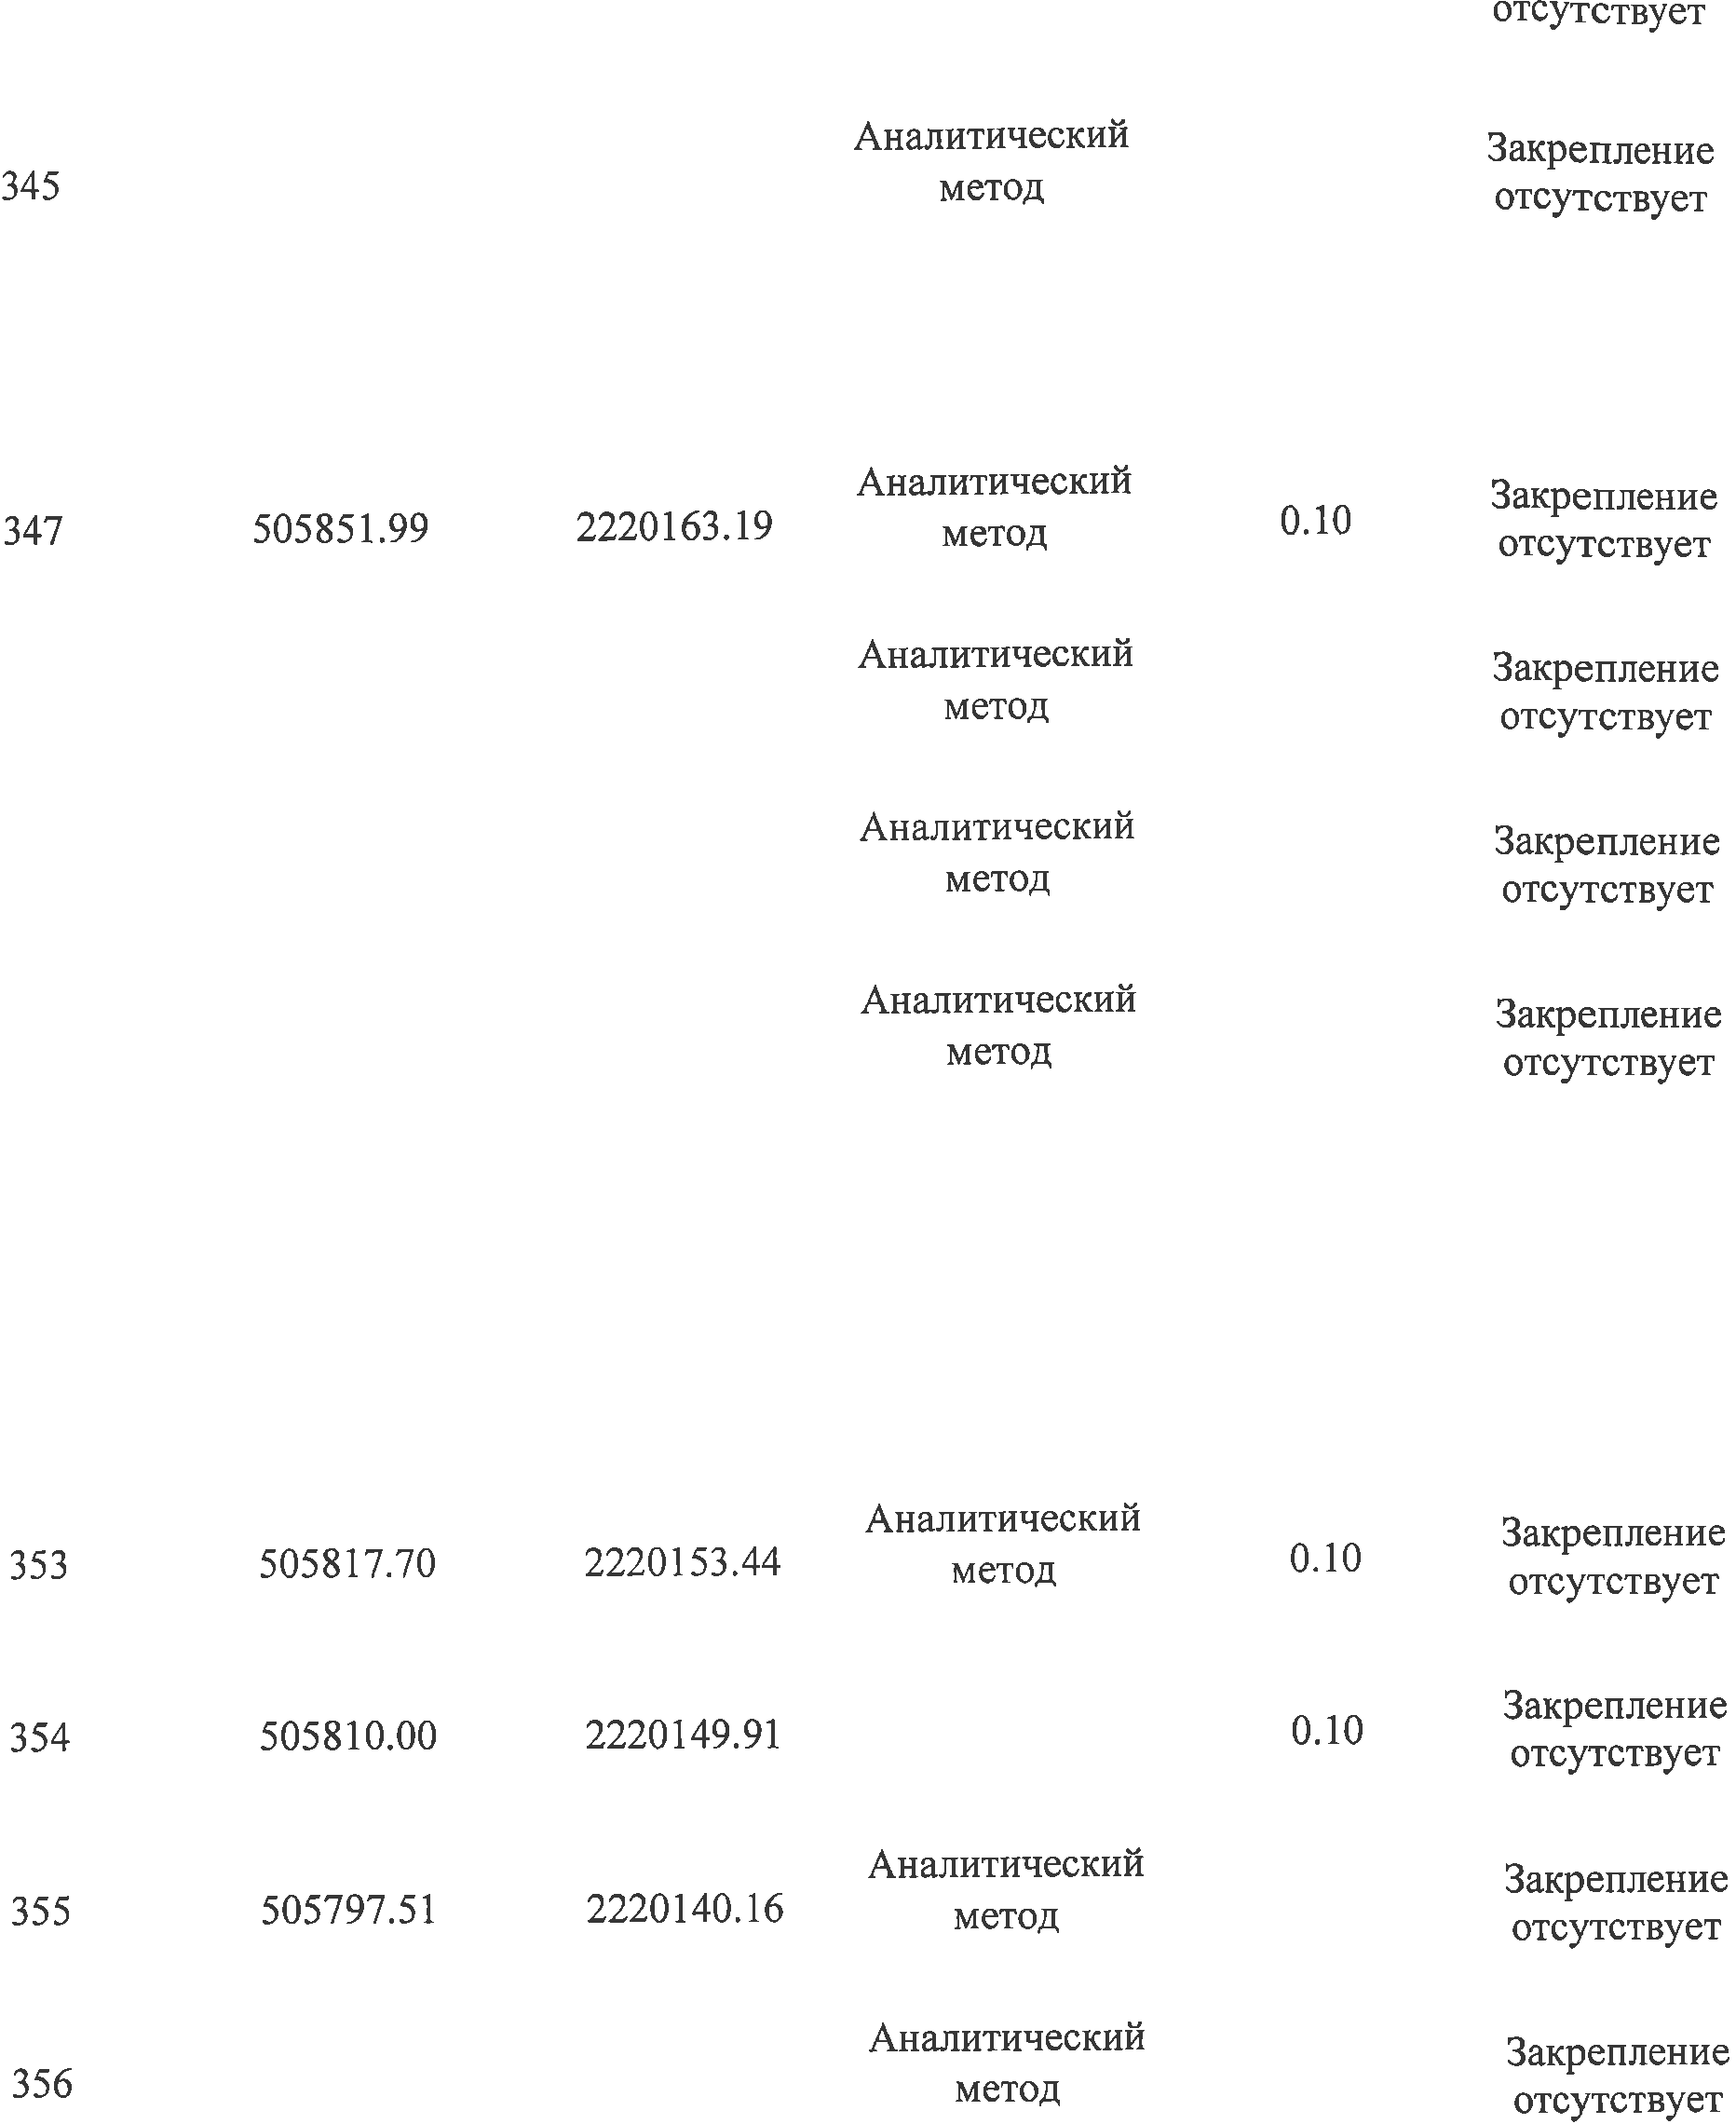 отсутствует
Аналитический
метод
Закрепление
отсутствует
345
Аналитический
метод
Закрепление
отсутствует
347 505851.99 2220163.19 0.10
Аналитический
метод
Закрепление
отсутствует
Аналитический
метод
Закрепление
отсутствует
Аналитический
метод
Закрепление
отсутствует
Аналитический
метод
Закрепление
отсутствует
353 505817.70 2220153.44 0.10
Закрепление
отсутствует
354 505810.00 2220149.91 0.10
Аналитический
метод
Закрепление
отсутствует
355 505797.51 2220140.16
Аналитический
метод
Закрепление
отсутствует
356